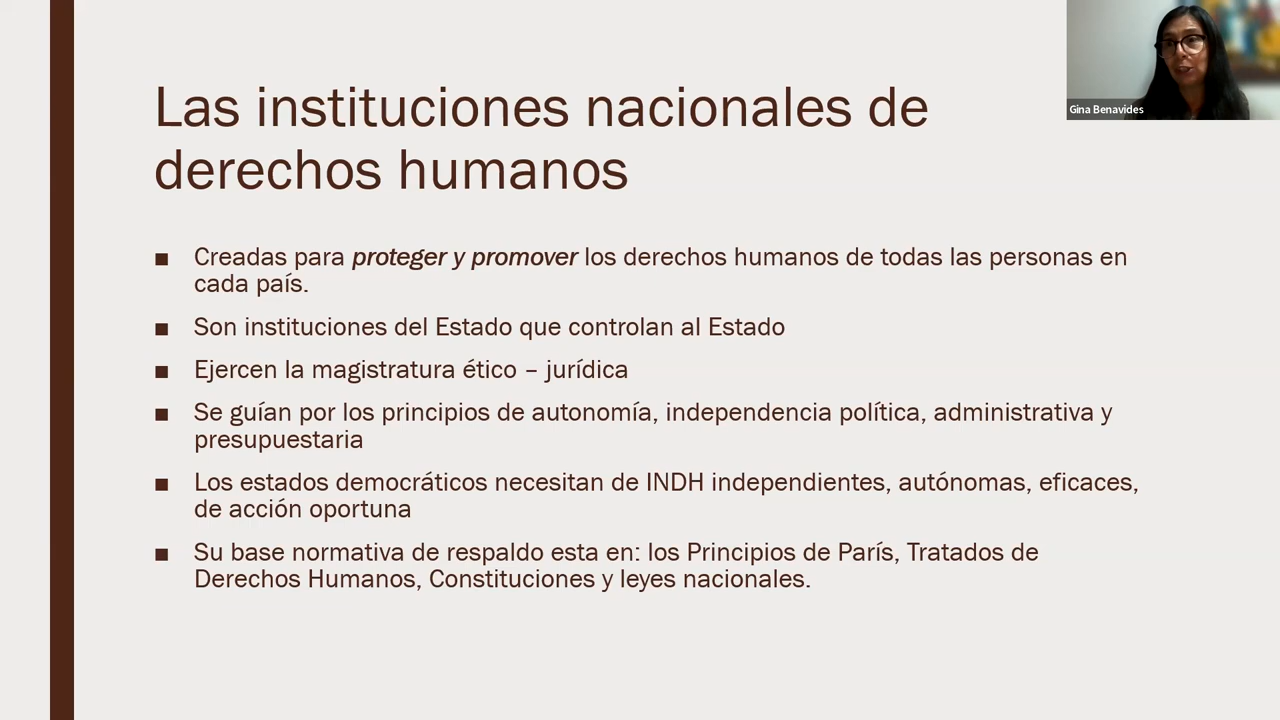 Las instituciones nacionales de
derechos humanos
Gina Benavides
■ Creadas para proteger y promover los derechos humanos de todas las personas en
cada país.
■ Son instituciones del Estado que controlan al Estado
■ Ejercen la magistratura ético – jurídica
■ Se guían por los principios de autonomía, independencia política, administrativa y
presupuestaria
■ Los estados democráticos necesitan de INDH independientes, autónomas, eficaces,
de acción oportuna
■ Su base normativa de respaldo esta en: los Principios de París, Tratados de
Derechos Humanos, Constituciones y leyes nacionales.